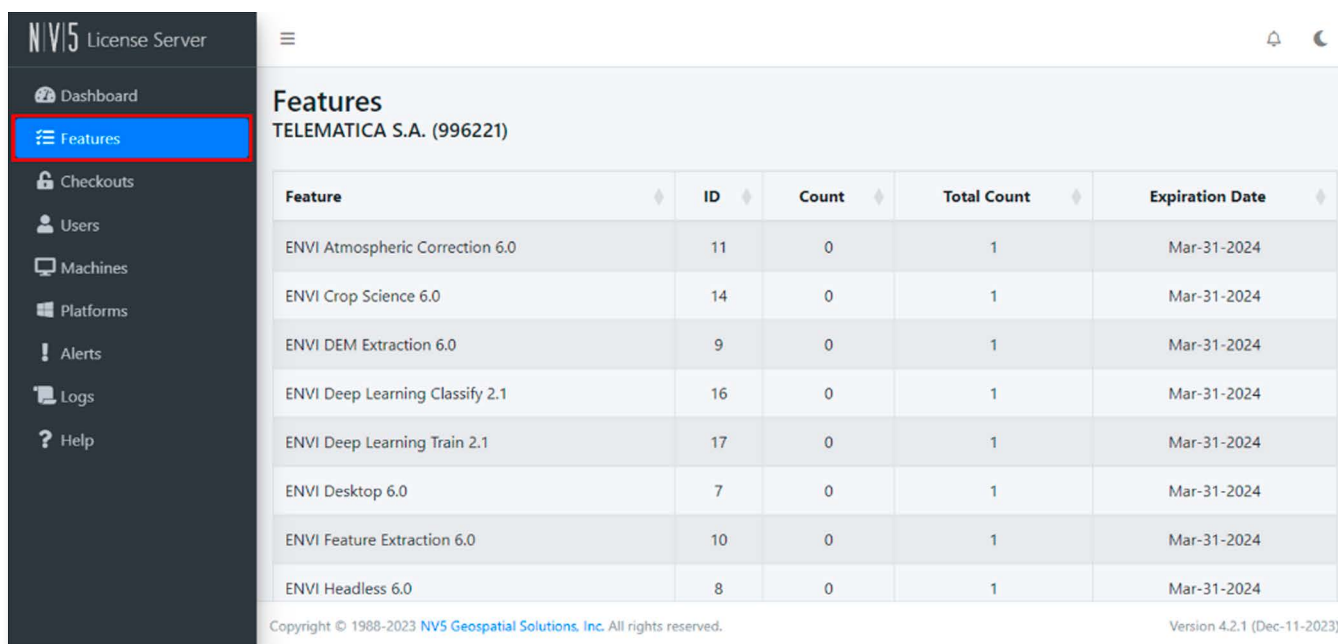 NV5 License Server
Dashboard
Features
Checkouts
Users
Machines
Platforms
Alerts
Logs
Help
Features
TELEMATICA S.A. (996221)
Feature ID Count Total Count Expiration Date
ENVI Atmospheric Correction 6.0 11 0 1 Mar-31-2024
ENVI Crop Science 6.0 14 0 1 Mar-31-2024
ENVI DEM Extraction 6.0 9 0 1 Mar-31-2024
ENVI Deep Learning Classify 2.1 16 0 1 Mar-31-2024
ENVI Deep Learning Train 2.1 17 0 1 Mar-31-2024
ENVI Desktop 6.0 7 0 1 Mar-31-2024
ENVI Feature Extraction 6.0 10 0 1 Mar-31-2024
ENVI Headless 6.0 8 0 1 Mar-31-2024
Copyright © 1988-2023 NV5 Geospatial Solutions, Inc. All rights reserved. Version 4.2.1 (Dec-11-2023)